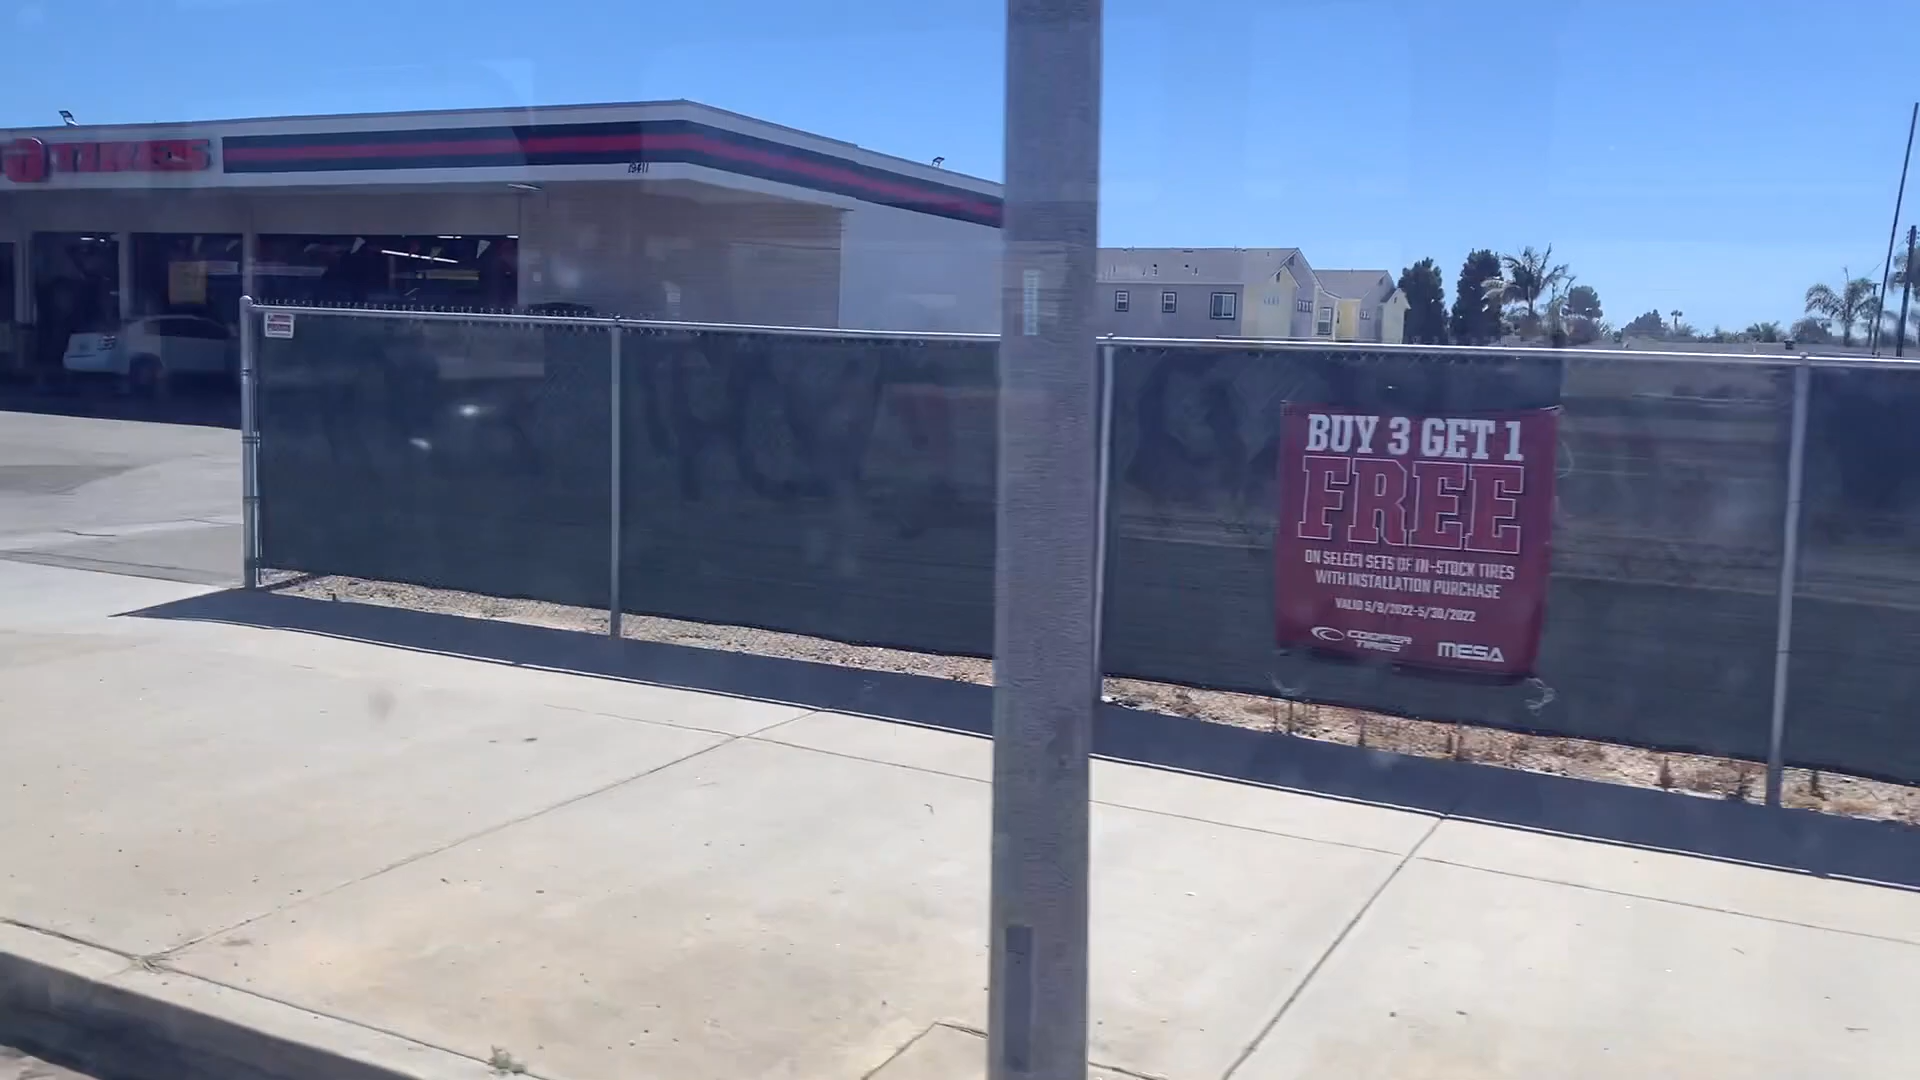 TIRES
19411
BUY 3 GET 1
FREE
ON SELECT SETS OF IN-STOCK TIRES
WITH INSTALLATION PURCHASE
VALID 5/9/2022-5/30/2022
COOPER
TIRES
MESA